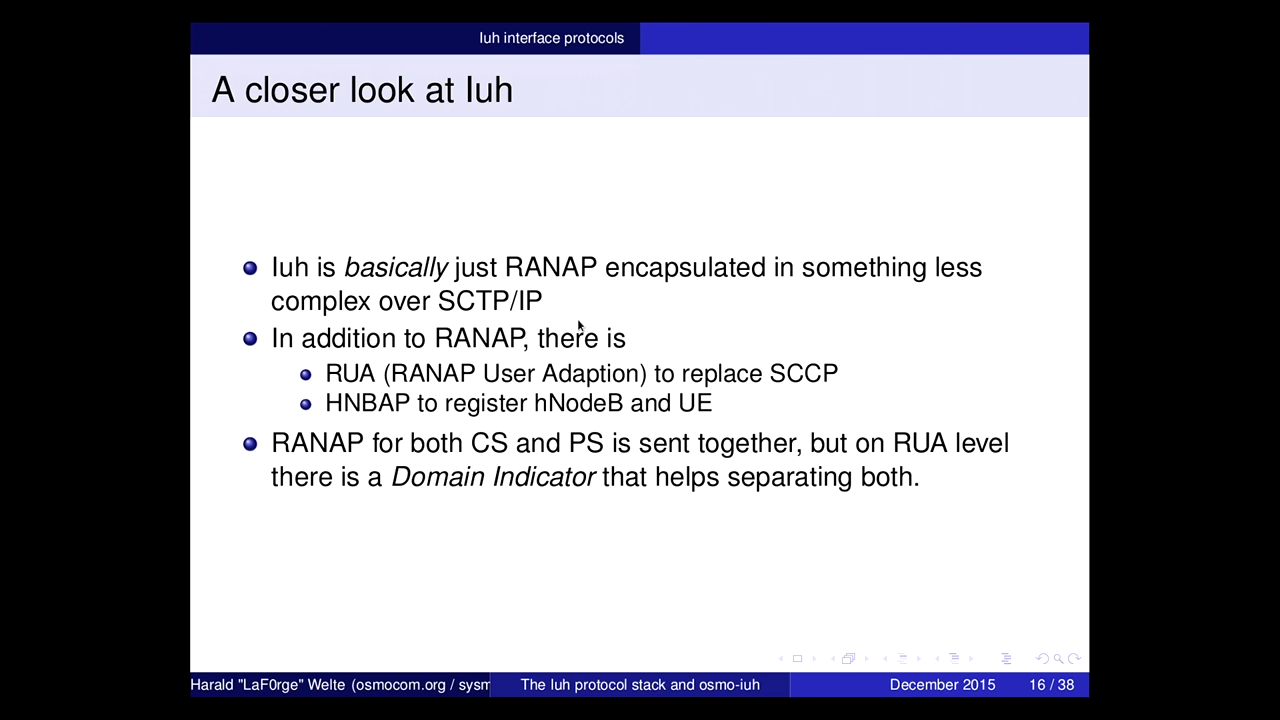 Iuh interface protocols
A closer look at Iuh
Iuh is basically just RANAP encapsulated in something less
complex over SCTP/IP
In addition to RANAP, there is
RUA (RANAP User Adaption) to replace SCCP
HNBAP to register hNodeB and UE
RANAP for both CS and PS is sent together, but on RUA level
there is a Domain Indicator that helps separating both.
Harald "LaF0rge" Welte (osmocom.org / sysm
The Iuh protocol stack and osmo-iuh
December 2015
16 / 38